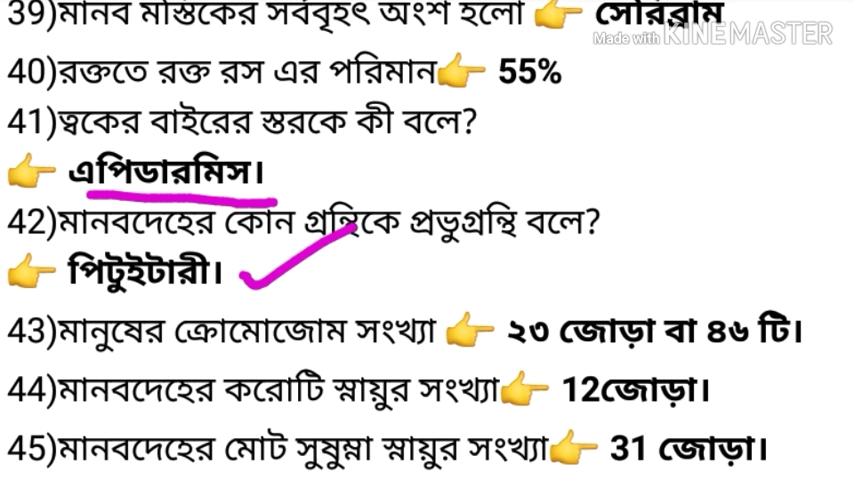 39)মানব মস্তিকের সর্ববৃহৎ অংশ হলো 👉 সেরিব্রাম
Made with KINEMASTER
40)রক্ততে রক্ত রস এর পরিমান👉 55%
41)ত্বকের বাইরের স্তরকে কী বলে?
👉 এপিডারমিস।
42)মানবদেহের কোন গ্রন্থিকে প্রভুগ্রন্থি বলে?
👉 পিটুইটারী।
43)মানুষের ক্রোমোজোম সংখ্যা 👉 ২৩ জোড়া বা ৪৬ টি।
44)মানবদেহের করোটি স্নায়ুর সংখ্যা👉 12জোড়া।
45)মানবদেহের মোট সুষুম্না স্নায়ুর সংখ্যা👉 31 জোড়া।